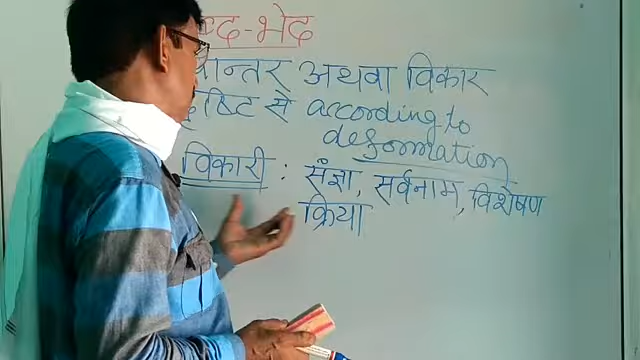 ब्द-भेद
पान्तर अथवा विकार
दृष्टि से according to
deformation
विकारी : संज्ञा, सर्वनाम, विशेषण
क्रिया